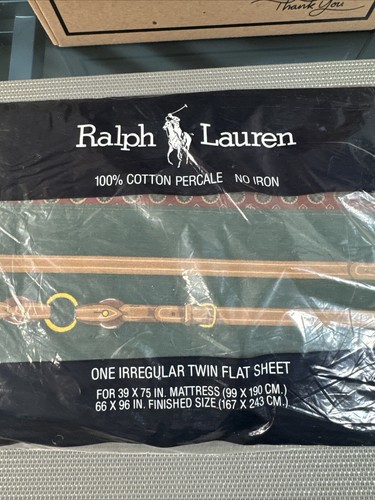 Thank You
Ralph Lauren
100% COTTON PERCALE NO IRON
ONE IRREGULAR TWIN FLAT SHEET
FOR 39 X 75 IN. MATTRESS (99 X 190 CM.)
66 X 96 IN. FINISHED SIZE (167 X 243 CM.)